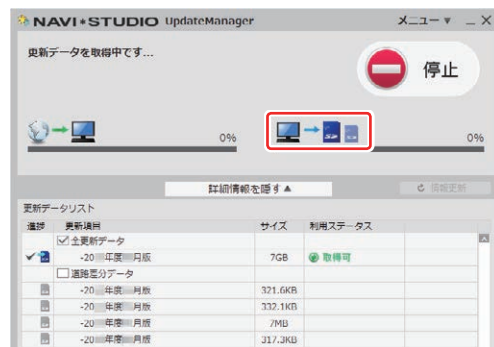 NAVI*STUDIO UpdateManager メニュー ▼ _ ×
更新データを取得中です...
停止
0%
0%
詳細情報を隠す▲
情報更新
更新データリスト
進捗 更新項目 サイズ 利用ステータス
全更新データ
-20 年度 月版 7GB 取得可
道路差分データ
-20 年度 月版 321.6KB
-20 年度 月版 332.1KB
-20 年度 月版 7MB
-20 年度 月版 317.3KB